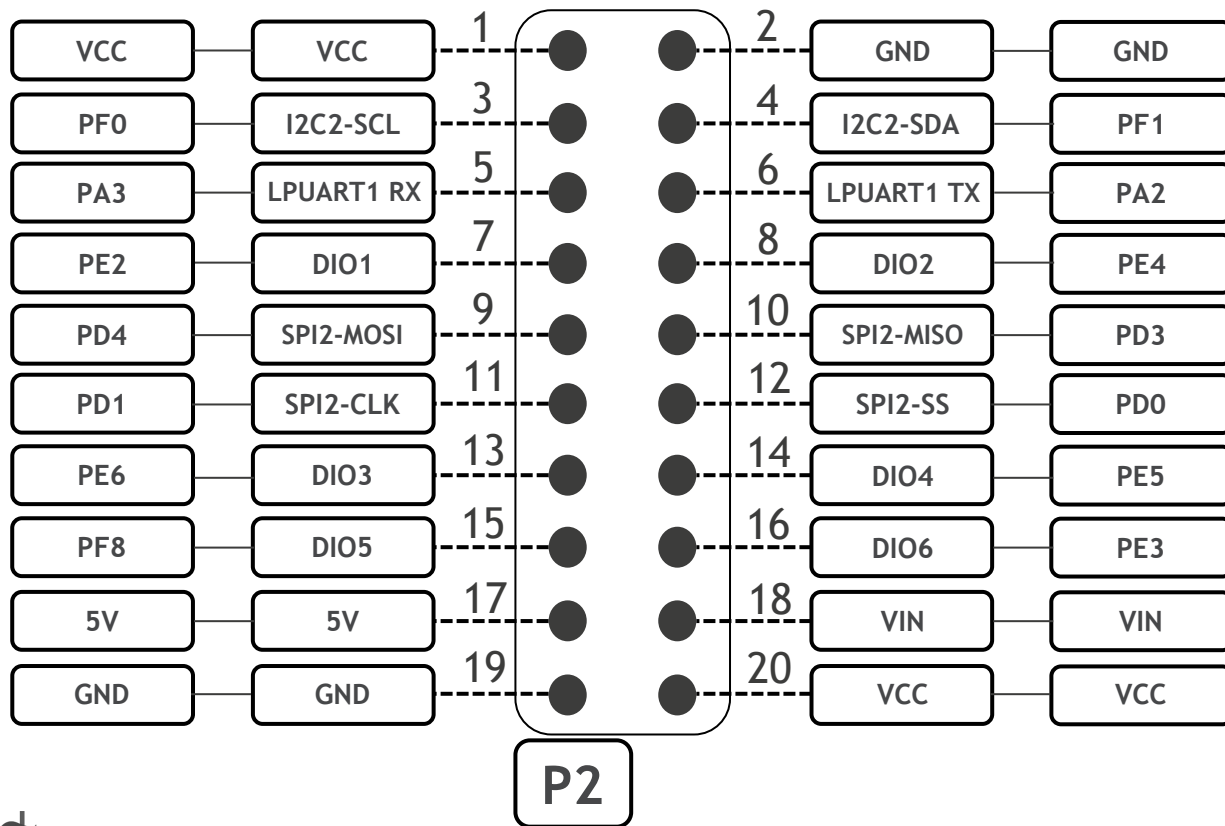 VCC VCC 1 2 GND GND
PF0 I2C2-SCL 3 4 I2C2-SDA PF1
PA3 LPUART1 RX 5 6 LPUART1 TX PA2
PE2 DIO1 7 8 DIO2 PE4
PD4 SPI2-MOSI 9 10 SPI2-MISO PD3
PD1 SPI2-CLK 11 12 SPI2-SS PD0
PE6 DIO3 13 14 DIO4 PE5
PF8 DIO5 15 16 DIO6 PE3
5V 5V 17 18 VIN VIN
GND GND 19 20 VCC VCC
P2